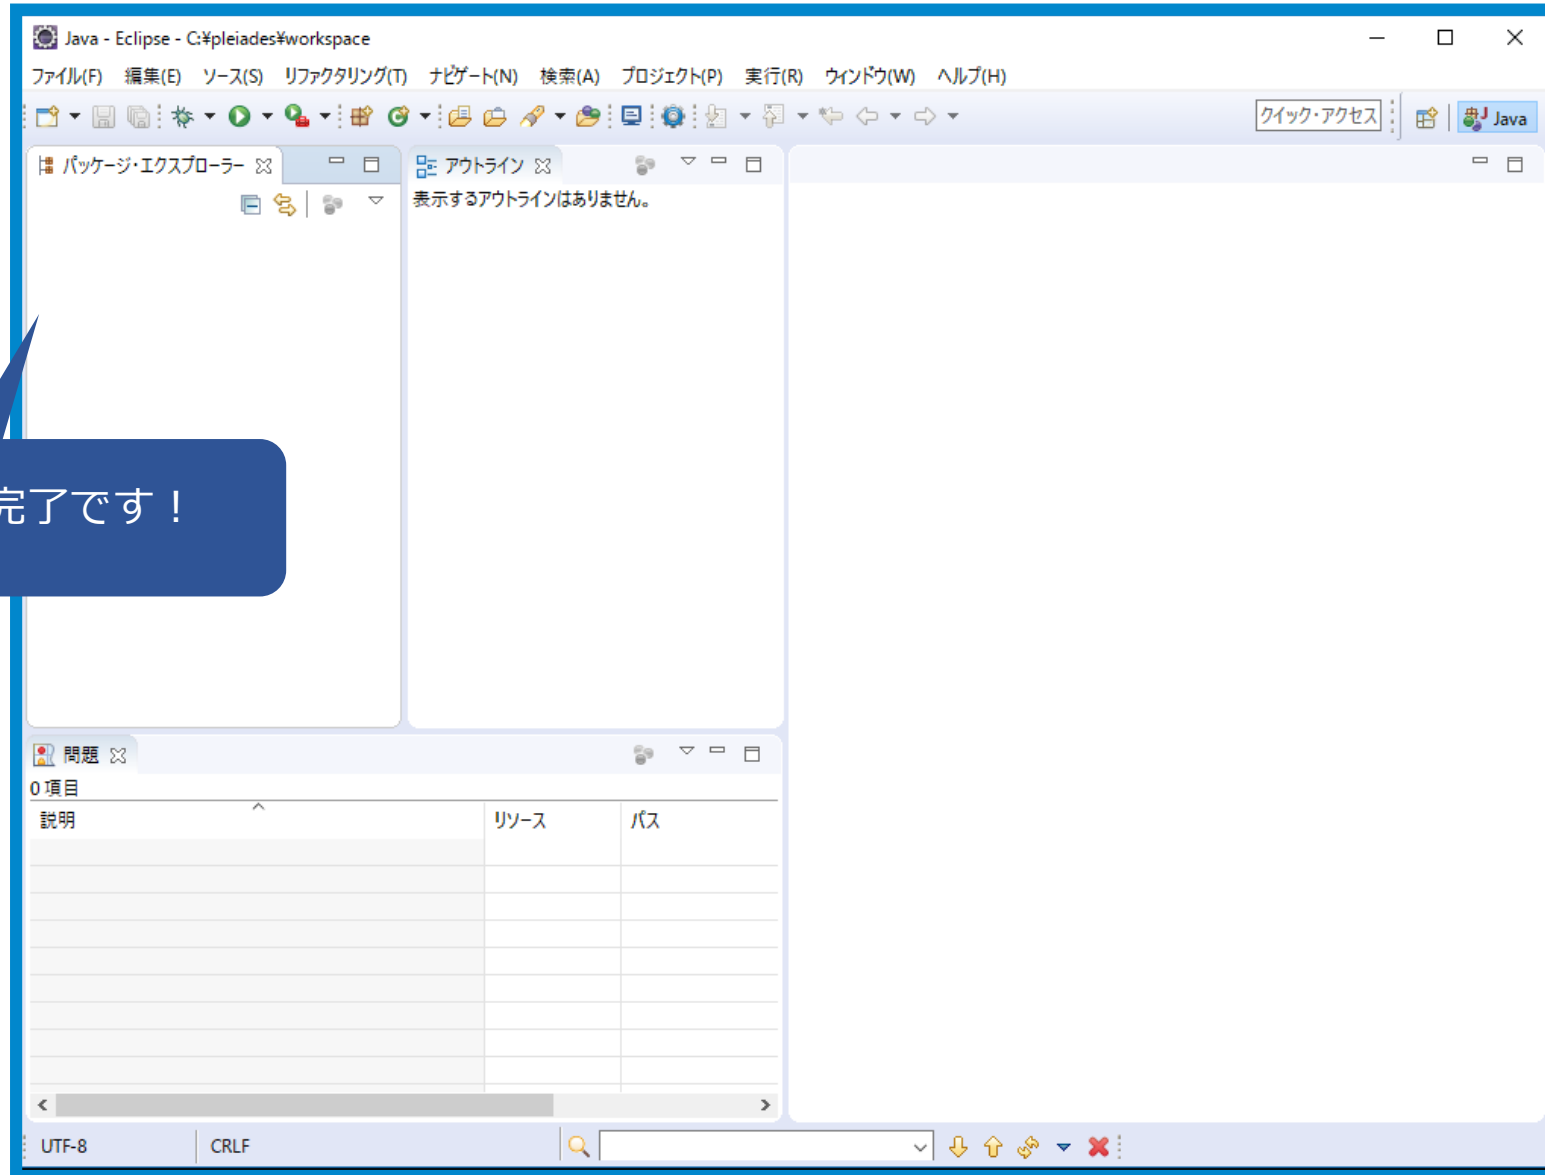 Java - Eclipse - C:¥pleiades¥workspace
ファイル(F) 編集(E) ソース(S) リファクタリング(T) ナビゲート(N) 検索(A) プロジェクト(P) 実行(R) ウィンドウ(W) ヘルプ(H)
クイック・アクセス
Java
パッケージ・エクスプローラー
アウトライン
表示するアウトラインはありません。
完了です！
問題
0 項目
説明 リソース パス
UTF-8 CRLF